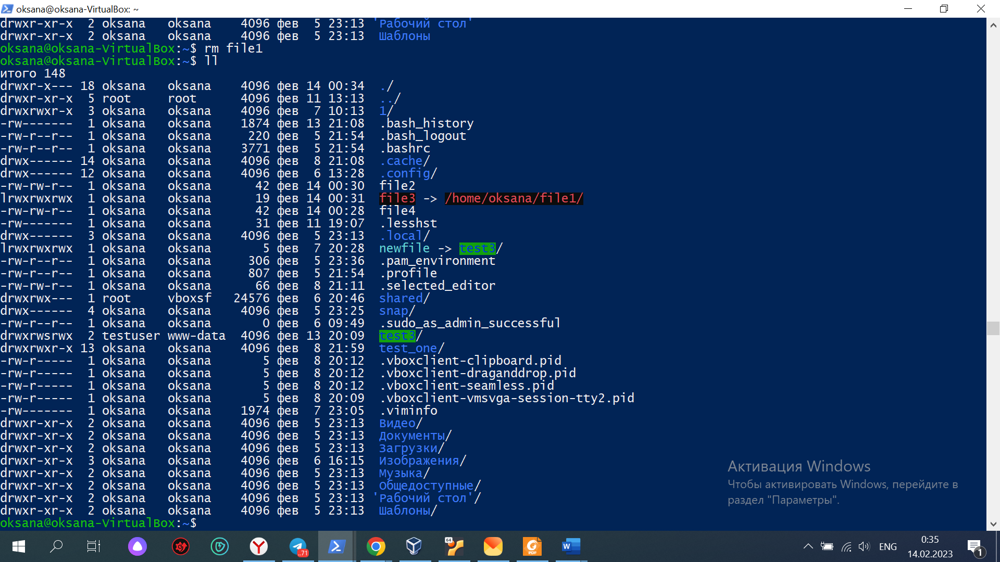 oksana@oksana-VirtualBox: ~
drwxr-xr-x  2 oksana   oksana    4096 фев  5 23:13 'Рабочий стол'
drwxr-xr-x  2 oksana   oksana    4096 фев  5 23:13  Шаблоны
oksana@oksana-VirtualBox:~$ rm file1
oksana@oksana-VirtualBox:~$ ll
итого 148
drwxr-x--- 18 oksana   oksana    4096 фев 14 00:34  ./
drwxr-xr-x  5 root     root      4096 фев 11 13:13  ../
drwxrwxr-x  3 oksana   oksana    4096 фев  7 10:13  1/
-rw-------  1 oksana   oksana    1874 фев 13 21:08  .bash_history
-rw-r--r--  1 oksana   oksana     220 фев  5 21:54  .bash_logout
-rw-r--r--  1 oksana   oksana    3771 фев  5 21:54  .bashrc
drwx------ 14 oksana   oksana    4096 фев  8 21:08  .cache/
drwx------ 12 oksana   oksana    4096 фев  6 13:28  .config/
-rw-rw-r--  1 oksana   oksana      42 фев 14 00:30  file2
lrwxrwxrwx  1 oksana   oksana      19 фев 14 00:31  file3 -> /home/oksana/file1/
-rw-rw-r--  1 oksana   oksana      42 фев 14 00:28  file4
-rw-------  1 oksana   oksana      31 фев 11 19:07  .lesshst
drwx------  3 oksana   oksana    4096 фев  5 23:13  .local/
lrwxrwxrwx  1 oksana   oksana       5 фев  7 20:28  newfile -> test3/
-rw-r--r--  1 oksana   oksana     306 фев  5 23:36  .pam_environment
-rw-r--r--  1 oksana   oksana     807 фев  5 21:54  .profile
-rw-rw-r--  1 oksana   oksana      66 фев  8 21:11  .selected_editor
drwxrwx---  1 root     vboxsf   24576 фев  6 20:46  shared/
drwx------  4 oksana   oksana    4096 фев  5 23:25  snap/
-rw-r--r--  1 oksana   oksana       0 фев  6 09:49  .sudo_as_admin_successful
drwxrwsrwx  2 testuser www-data  4096 фев 13 20:09  test3/
drwxrwxr-x 13 oksana   oksana    4096 фев  8 21:59  test_one/
-rw-r-----  1 oksana   oksana       5 фев  8 20:12  .vboxclient-clipboard.pid
-rw-r-----  1 oksana   oksana       5 фев  8 20:12  .vboxclient-draganddrop.pid
-rw-r-----  1 oksana   oksana       5 фев  8 20:12  .vboxclient-seamless.pid
-rw-r-----  1 oksana   oksana       5 фев  8 20:09  .vboxclient-vmsvga-session-tty2.pid
-rw-------  1 oksana   oksana    1974 фев  7 23:05  .viminfo
drwxr-xr-x  2 oksana   oksana    4096 фев  5 23:13  Видео/
drwxr-xr-x  2 oksana   oksana    4096 фев  5 23:13  Документы/
drwxr-xr-x  2 oksana   oksana    4096 фев  5 23:13  Загрузки/
drwxr-xr-x  3 oksana   oksana    4096 фев  6 16:15  Изображения/
drwxr-xr-x  2 oksana   oksana    4096 фев  5 23:13  Музыка/
drwxr-xr-x  2 oksana   oksana    4096 фев  5 23:13  Общедоступные/
drwxr-xr-x  2 oksana   oksana    4096 фев  5 23:13 'Рабочий стол'/
drwxr-xr-x  2 oksana   oksana    4096 фев  5 23:13  Шаблоны/
oksana@oksana-VirtualBox:~$
Активация Windows
Чтобы активировать Windows, перейдите в
раздел "Параметры".
..71
64
PDF
W
ENG
0:35
14.02.2023
1